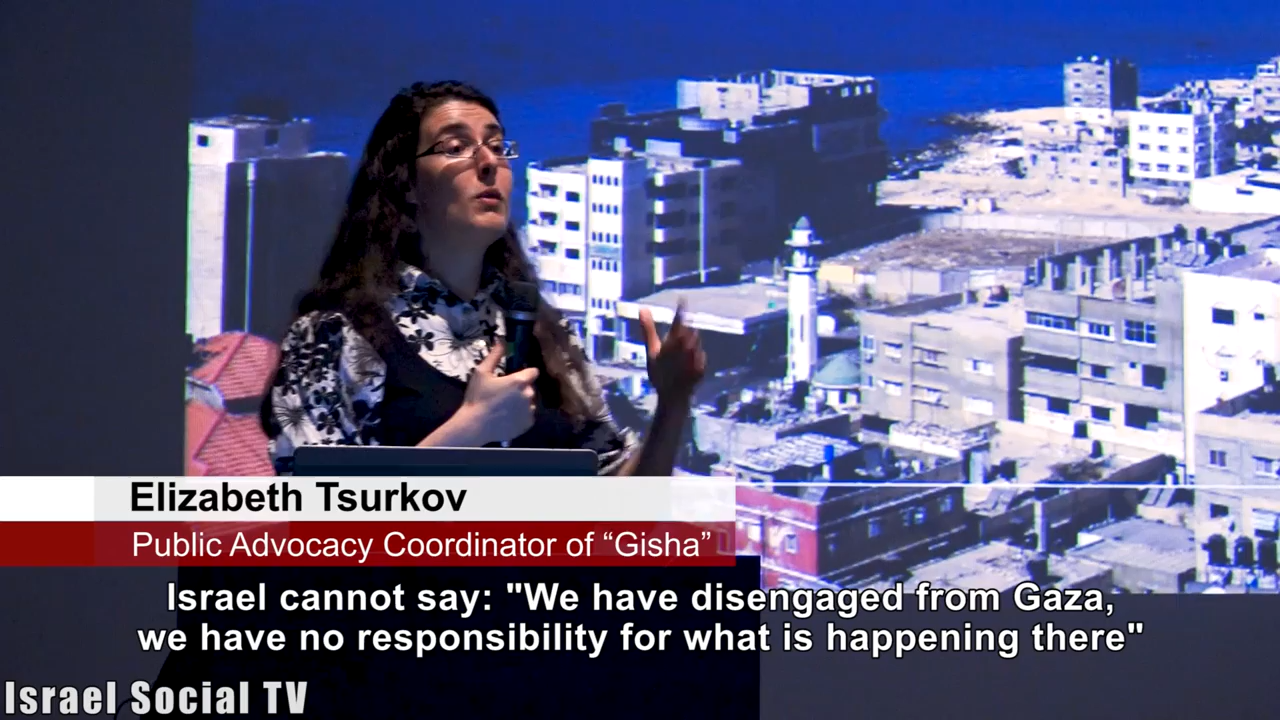 Elizabeth Tsurkov
Public Advocacy Coordinator of “Gisha”
Israel cannot say: "We have disengaged from Gaza,
we have no responsibility for what is happening there"
Israel Social TV